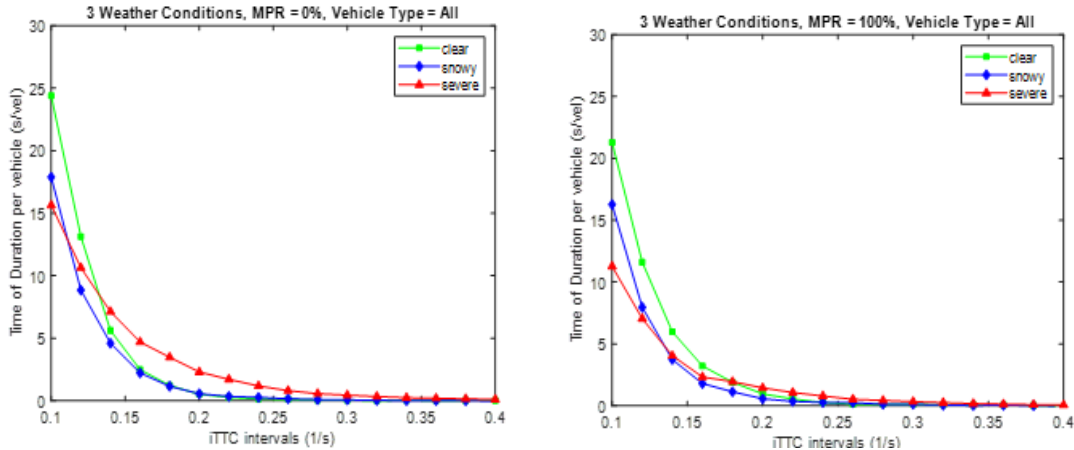 3 Weather Conditions, MPR = 0%, Vehicle Type = All
Time of Duration per vehicle (s/vel)
30
25
20
15
10
5
0
clear
snowy
severe
0.1 0.15 0.2 0.25 0.3 0.35 0.4
iTTC intervals (1/s)
3 Weather Conditions, MPR = 100%, Vehicle Type = All
Time of Duration per vehicle (s/vel)
30
25
20
15
10
5
0
clear
snowy
severe
0.1 0.15 0.2 0.25 0.3 0.35 0.4
iTTC intervals (1/s)